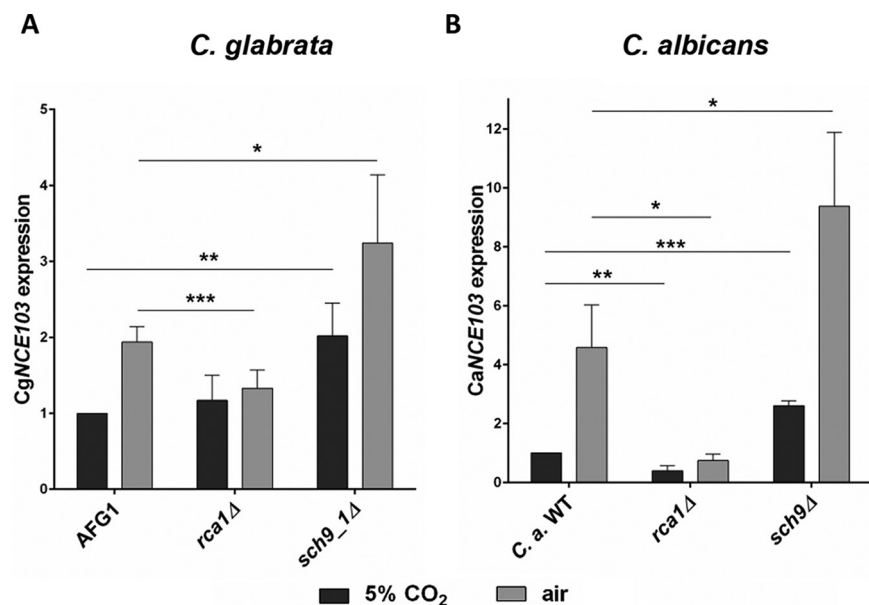 A
C. glabrata
CgNCE103 expression
5
4
3
2
1
0
*
**
***
AFG1
rca1Δ
sch9_1Δ
B
C. albicans
CaNCE103 expression
12
10
8
6
4
2
0
*
*
***
**
C. a. WT
rca1Δ
sch9Δ
5% CO₂ air